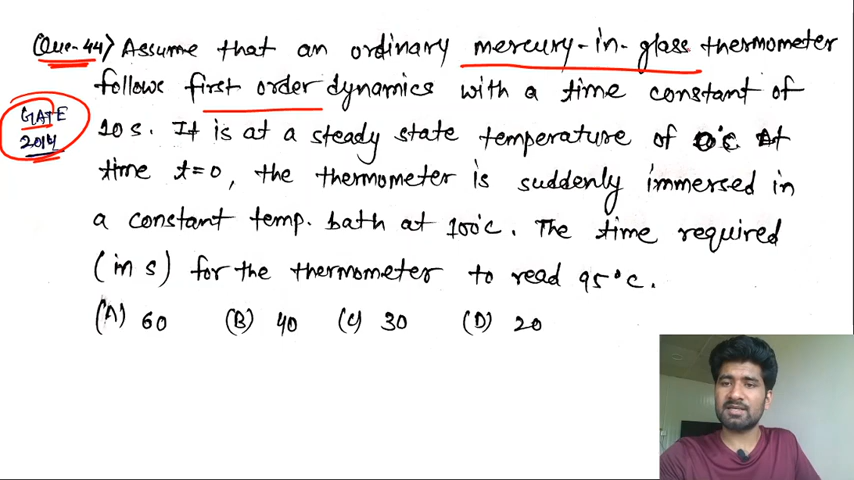 (Que-44) Assume that an ordinary mercury-in-glass thermometer
follows first order dynamics with a time constant of
GATE
2014
10s. It is at a steady state temperature of 0°C. At
time t=0, the thermometer is suddenly immersed in
a constant temp. bath at 100°C. The time required
(in s) for the thermometer to read 95°C.
(A) 60 (B) 40 (C) 30 (D) 20